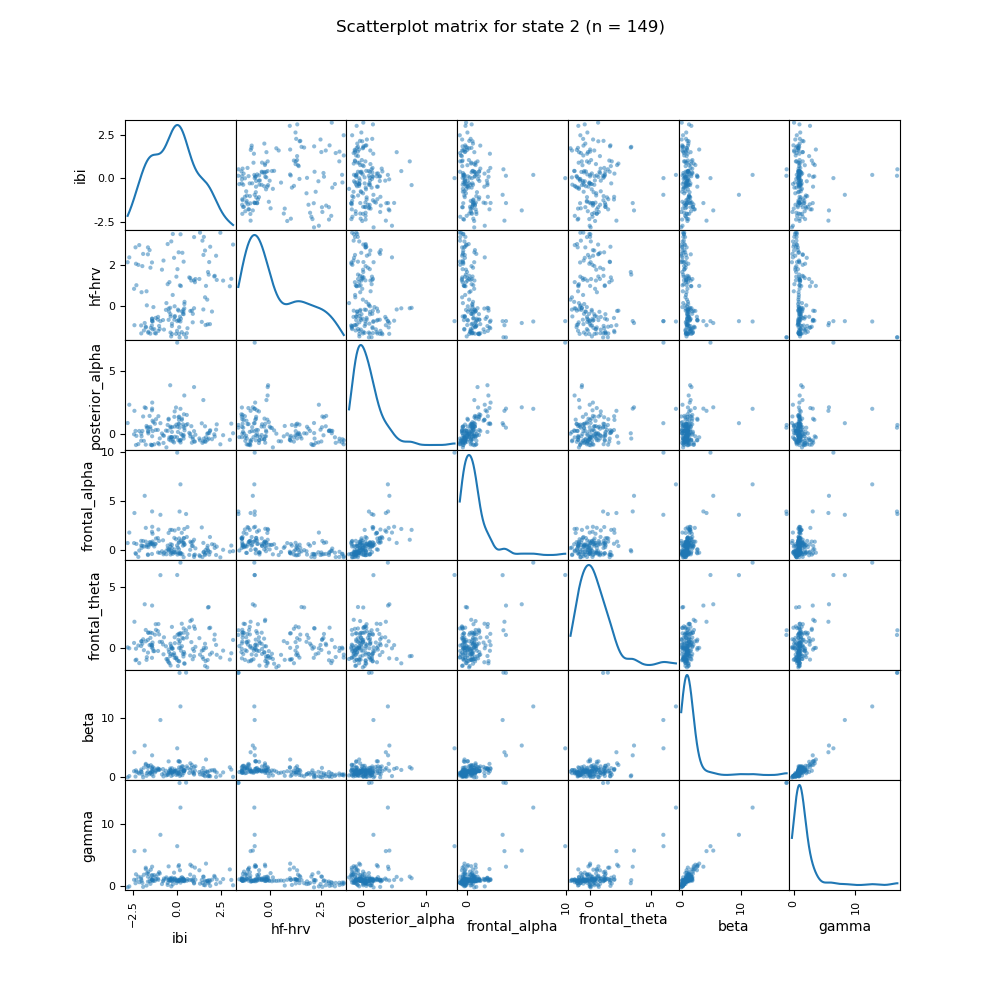 Scatterplot matrix for state 2 (n = 149)
ibi
2.5
0.0
−2.5
hf-hrv
2
0
posterior_alpha
5
0
frontal_alpha
10
5
0
frontal_theta
5
0
beta
10
0
gamma
10
0
−2.5 0.0 2.5 0.0 2.5 0 5 0 10 0 5 0 10 0 10
ibi hf-hrv posterior_alpha frontal_alpha frontal_theta beta gamma